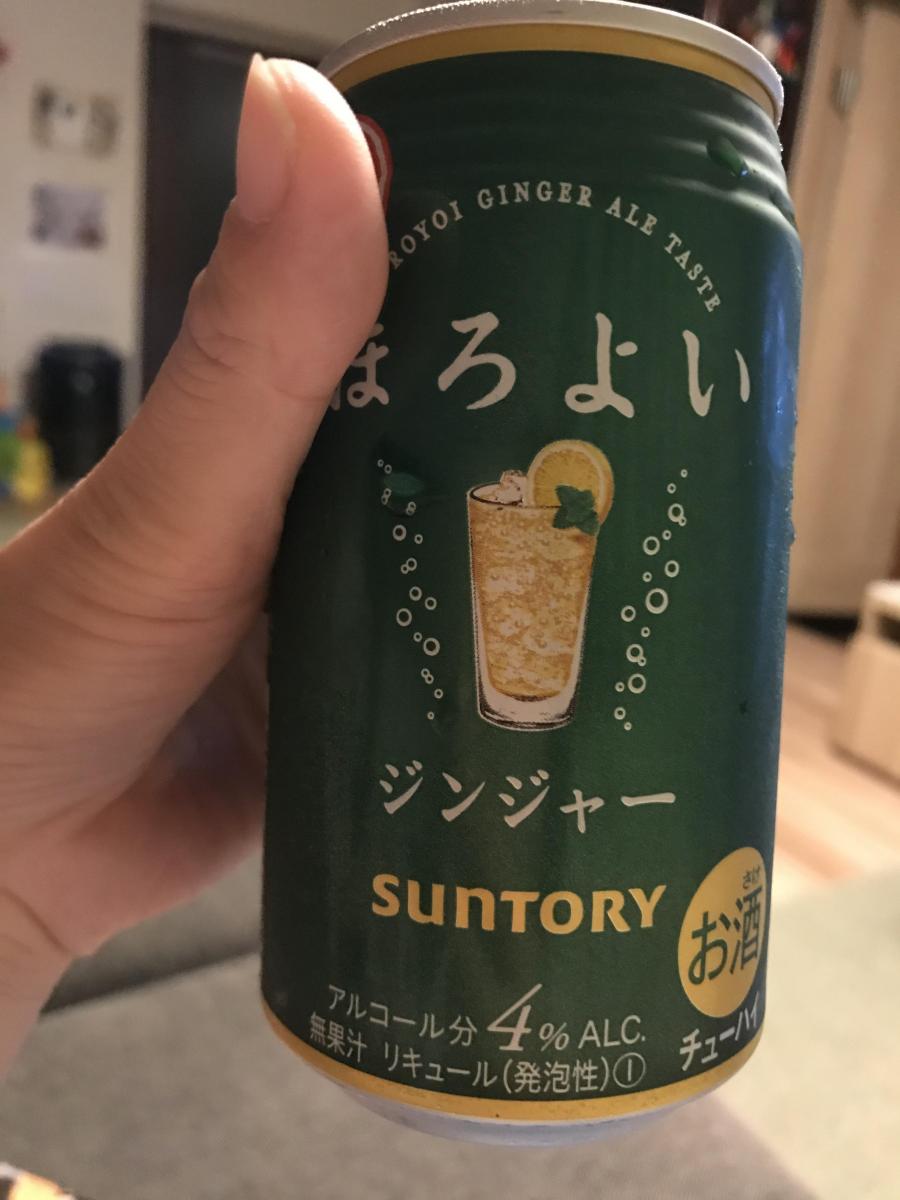 ROYOI GINGER ALE TASTE
ほろよい
ジンジャー
SUNTORY
さけ
お酒
アルコール分 4% ALC.
無果汁 リキュール(発泡性)①
チューハイ